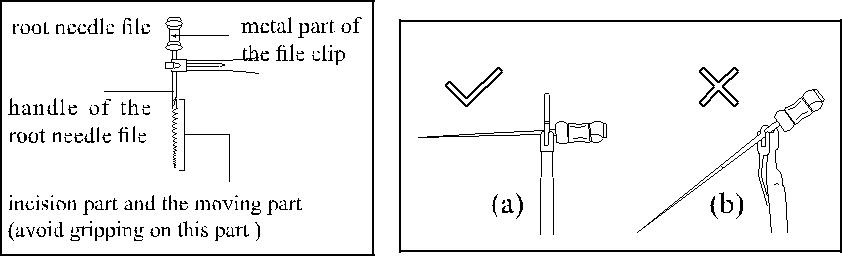 root needle file
metal part of
the file clip
handle of the
root needle file
incision part and the moving part
(avoid gripping on this part )
(a)
(b)